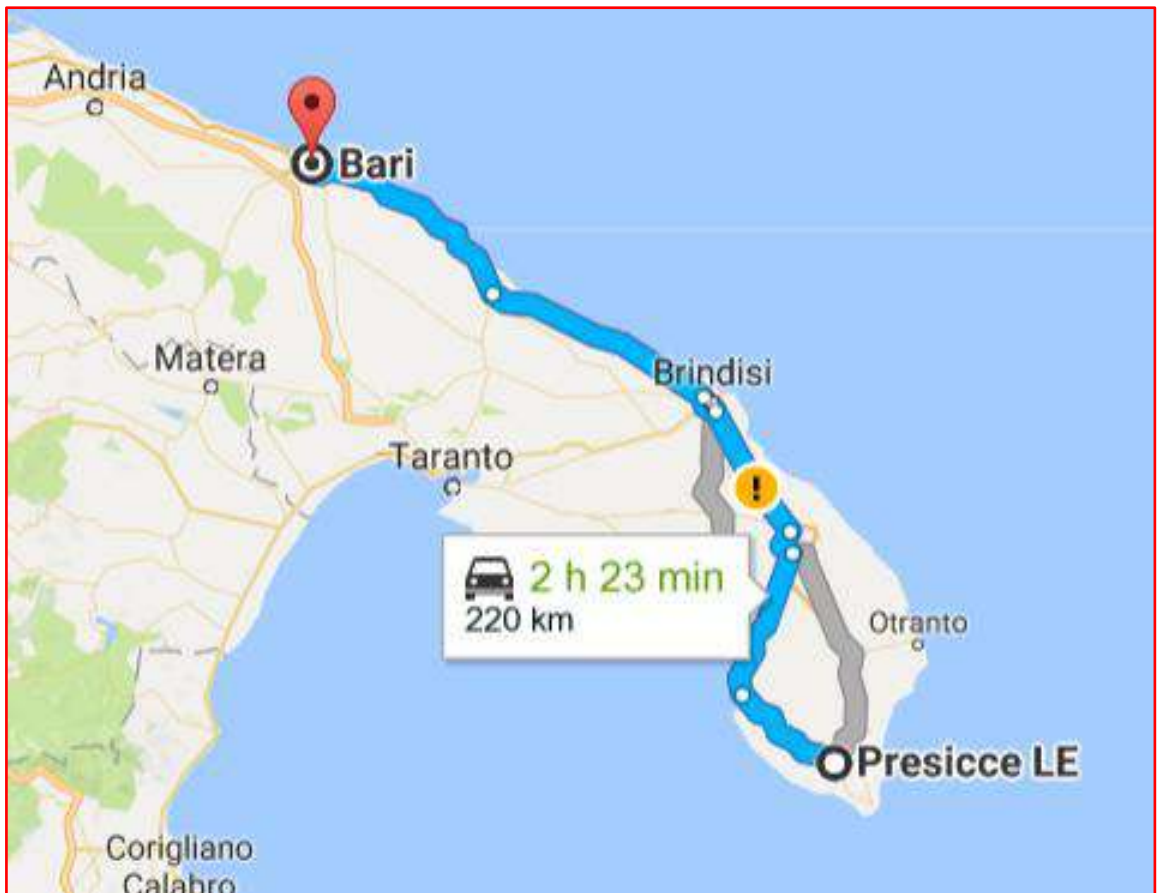 Andria
Bari
Matera
Brindisi
Taranto
!
2 h 23 min
220 km
Otranto
Presicce LE
Corigliano
Calabro